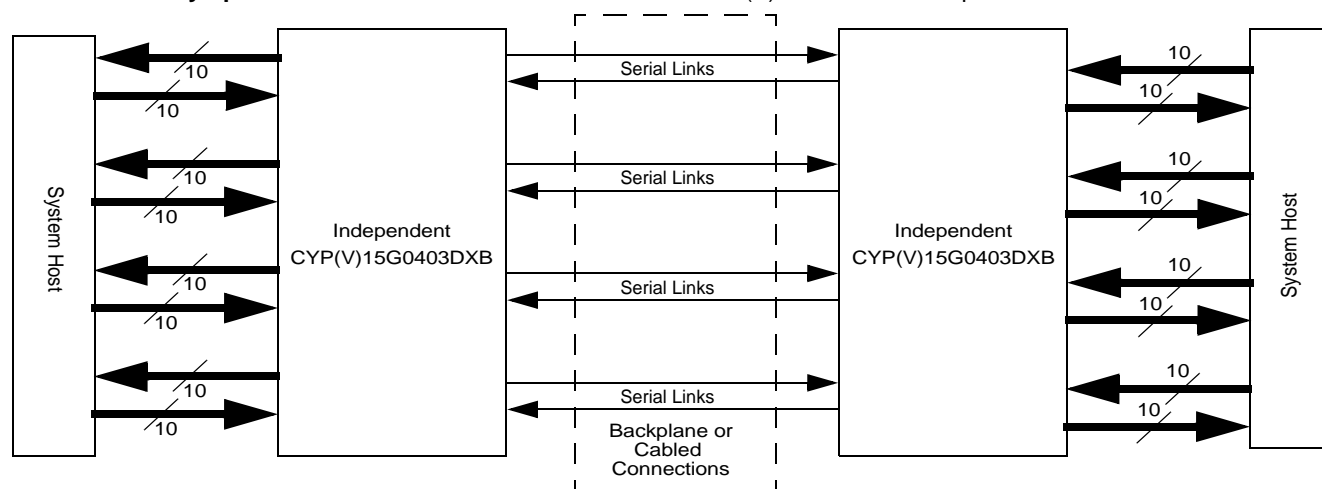 10
10
10
10
10
10
10
10
System Host
Independent
CYP(V)15G0403DXB
Serial Links
Serial Links
Serial Links
Serial Links
Backplane or
Cabled
Connections
Independent
CYP(V)15G0403DXB
10
10
10
10
10
10
10
10
System Host